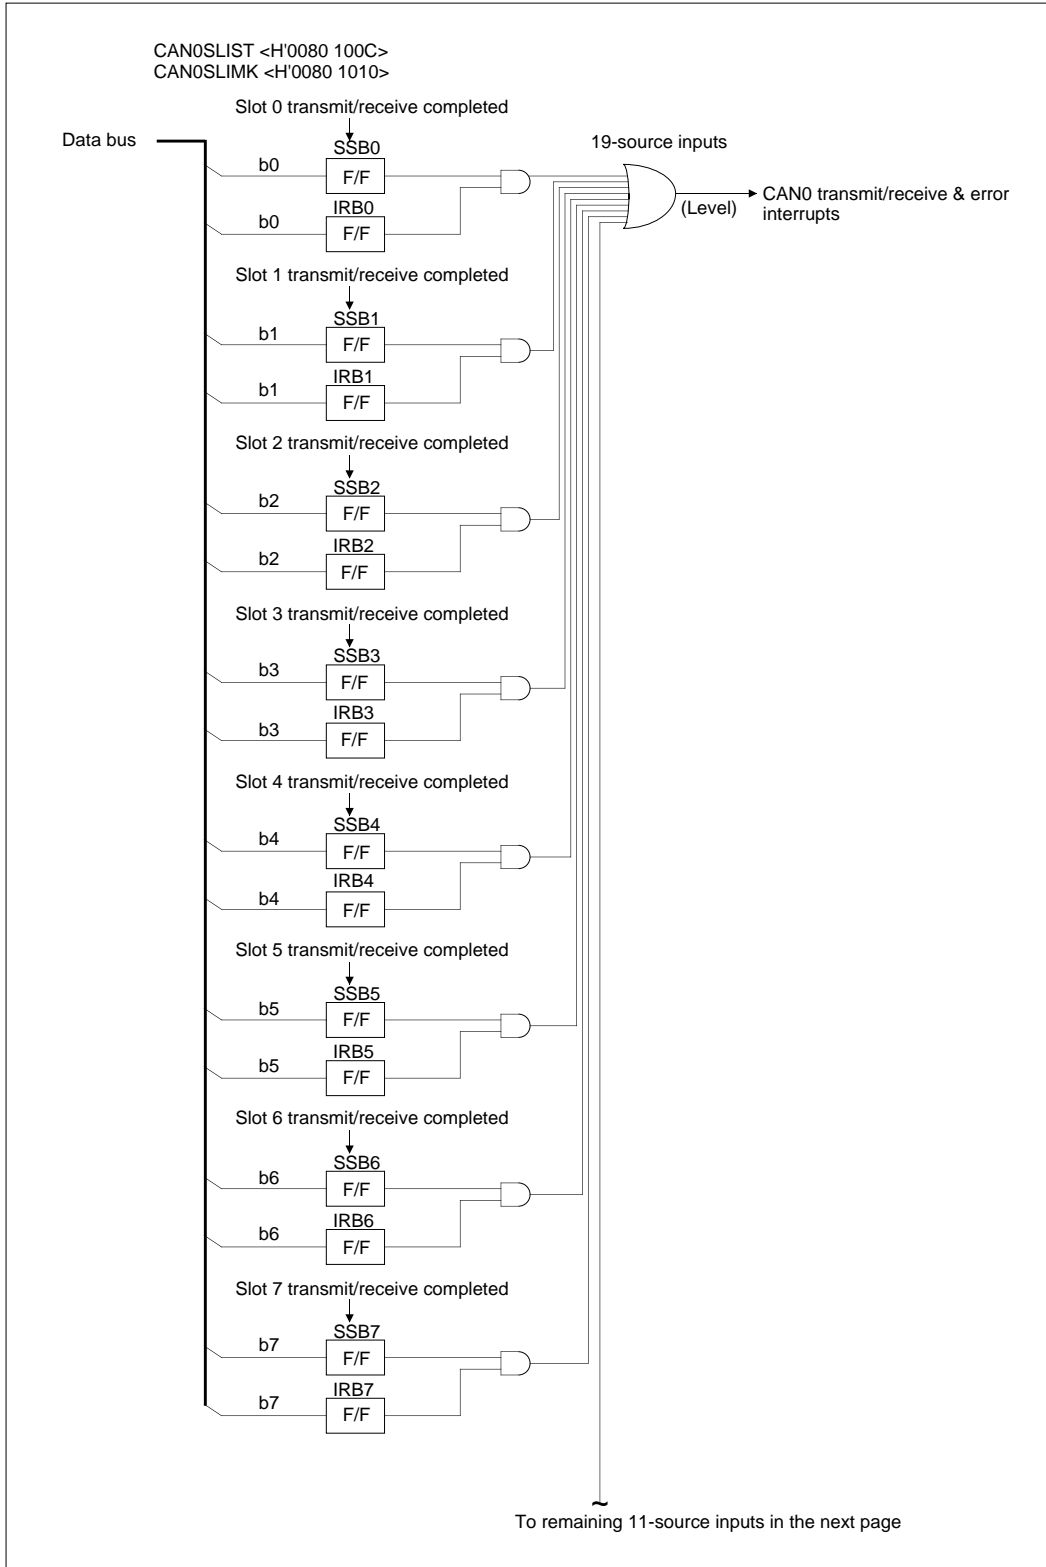 CAN0SLIST <H'0080 100C>
CAN0SLIMK <H'0080 1010>
Slot 0 transmit/receive completed
Data bus
SSB0
19-source inputs
b0
F/F
(Level)
CAN0 transmit/receive & error
interrupts
IRB0
b0
F/F
Slot 1 transmit/receive completed
SSB1
b1
F/F
IRB1
b1
F/F
Slot 2 transmit/receive completed
SSB2
b2
F/F
IRB2
b2
F/F
Slot 3 transmit/receive completed
SSB3
b3
F/F
IRB3
b3
F/F
Slot 4 transmit/receive completed
SSB4
b4
F/F
IRB4
b4
F/F
Slot 5 transmit/receive completed
SSB5
b5
F/F
IRB5
b5
F/F
Slot 6 transmit/receive completed
SSB6
b6
F/F
IRB6
b6
F/F
Slot 7 transmit/receive completed
SSB7
b7
F/F
IRB7
b7
F/F
~
To remaining 11-source inputs in the next page